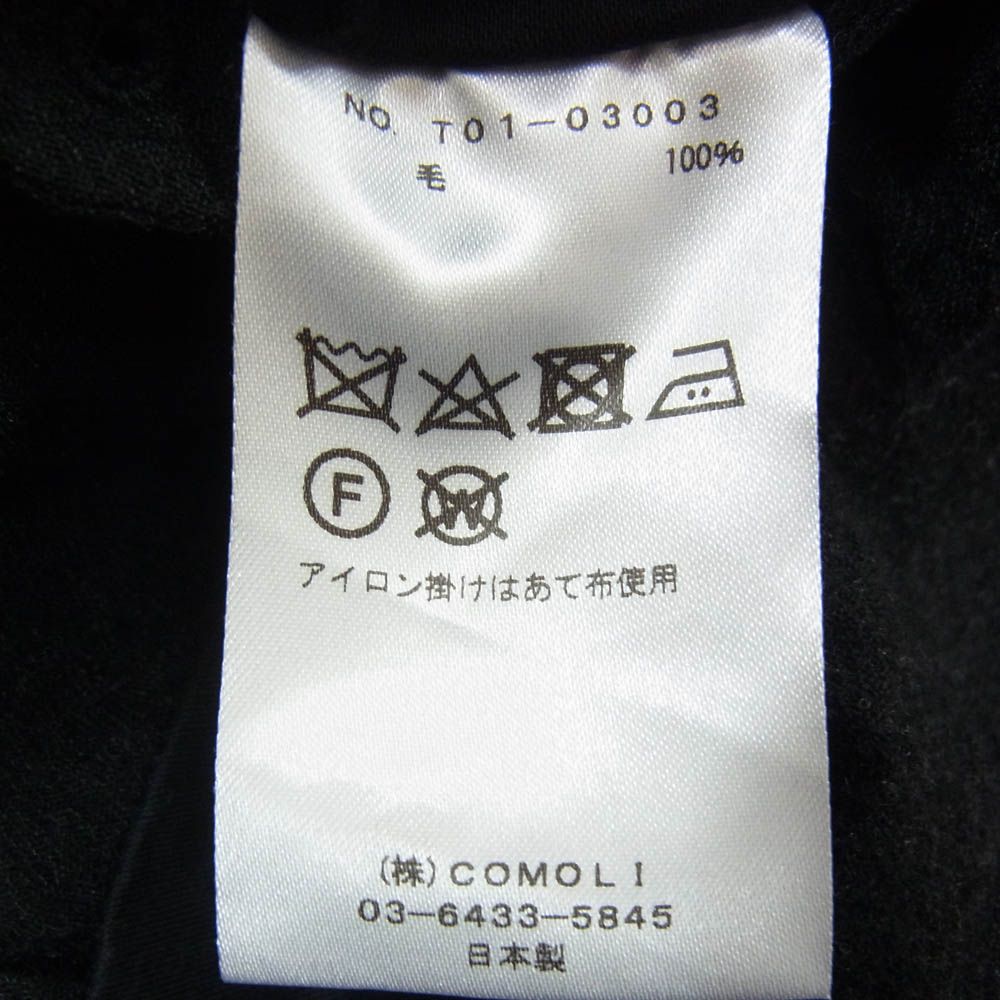 NO. T01-03003
毛 100%
F
W
アイロン掛けはあて布使用
(株)COMOLI
03-6433-5845
日本製